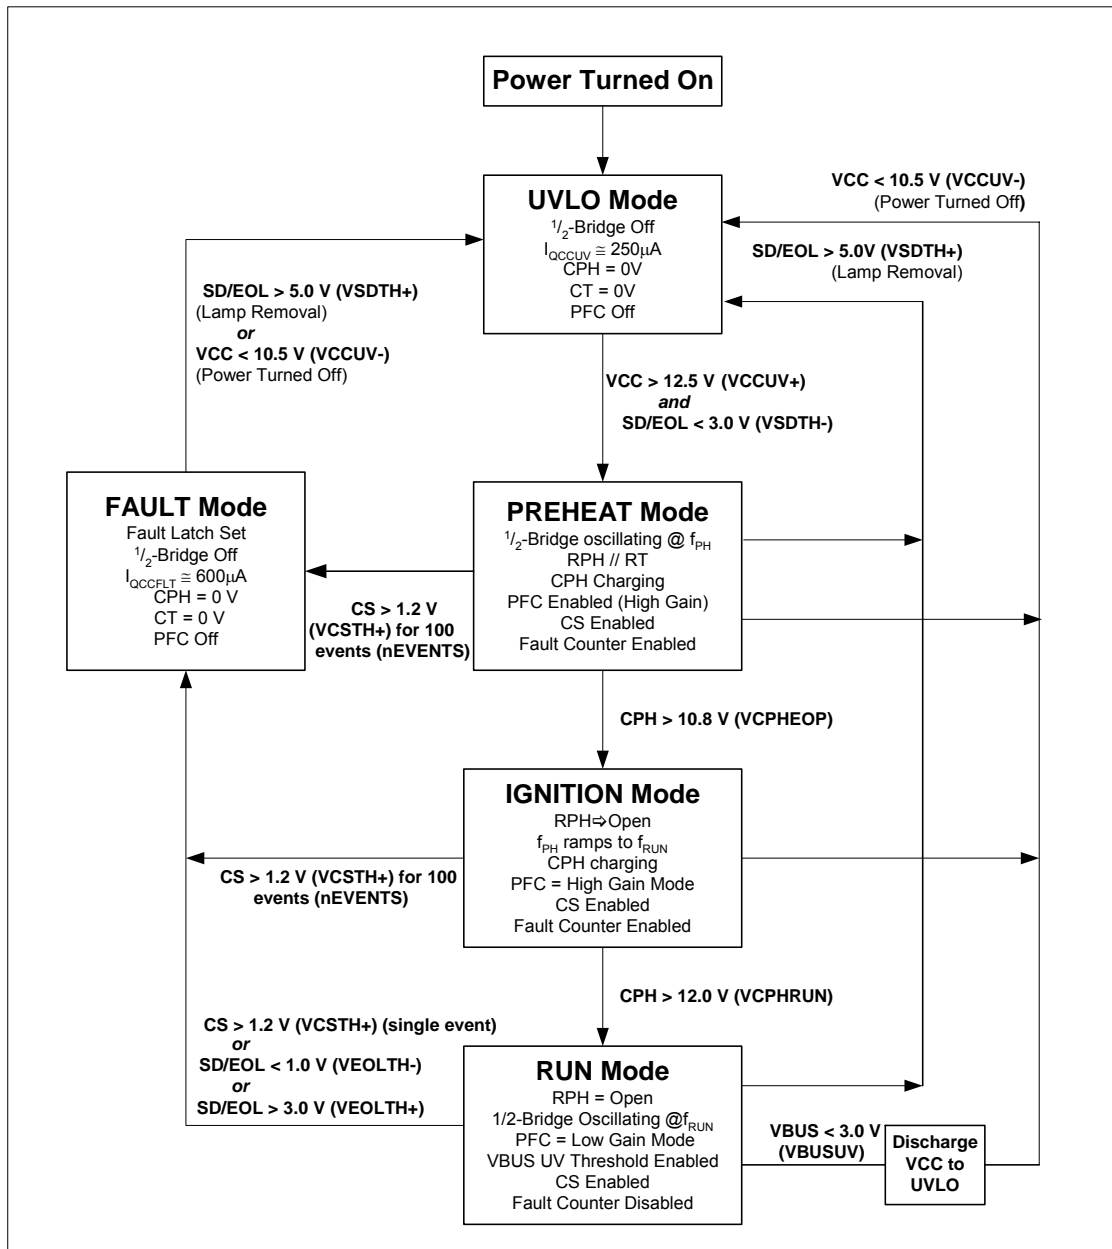 Power Turned On
UVLO Mode
1/2-Bridge Off
IQCCUV ≅ 250µA
CPH = 0V
CT = 0V
PFC Off
VCC < 10.5 V (VCCUV-)
(Power Turned Off)
SD/EOL > 5.0V (VSDTH+)
(Lamp Removal)
SD/EOL > 5.0 V (VSDTH+)
(Lamp Removal)
or
VCC < 10.5 V (VCCUV-)
(Power Turned Off)
VCC > 12.5 V (VCCUV+)
and
SD/EOL < 3.0 V (VSDTH-)
FAULT Mode
Fault Latch Set
1/2-Bridge Off
IQCCFLT ≅ 600µA
CPH = 0 V
CT = 0 V
PFC Off
PREHEAT Mode
1/2-Bridge oscillating @ fPH
RPH // RT
CPH Charging
PFC Enabled (High Gain)
CS Enabled
Fault Counter Enabled
CS > 1.2 V
(VCSTH+) for 100
events (nEVENTS)
CPH > 10.8 V (VCPHEOP)
IGNITION Mode
RPH⇨Open
fPH ramps to fRUN
CPH charging
PFC = High Gain Mode
CS Enabled
Fault Counter Enabled
CS > 1.2 V (VCSTH+) for 100
events (nEVENTS)
CPH > 12.0 V (VCPHRUN)
CS > 1.2 V (VCSTH+) (single event)
or
SD/EOL < 1.0 V (VEOLTH-)
or
SD/EOL > 3.0 V (VEOLTH+)
RUN Mode
RPH = Open
1/2-Bridge Oscillating @fRUN
PFC = Low Gain Mode
VBUS UV Threshold Enabled
CS Enabled
Fault Counter Disabled
VBUS < 3.0 V
(VBUSUV)
Discharge
VCC to
UVLO